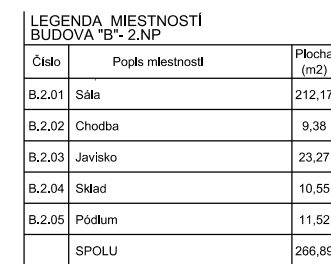 LEGENDA MIESTNOSTÍ
BUDOVA "B"- 2.NP
Číslo Popis miestnosti Plocha (m2)
B.2.01 Sála 212,17
B.2.02 Chodba 9,38
B.2.03 Javisko 23,27
B.2.04 Sklad 10,55
B.2.05 Pódium 11,52
SPOLU 266,89